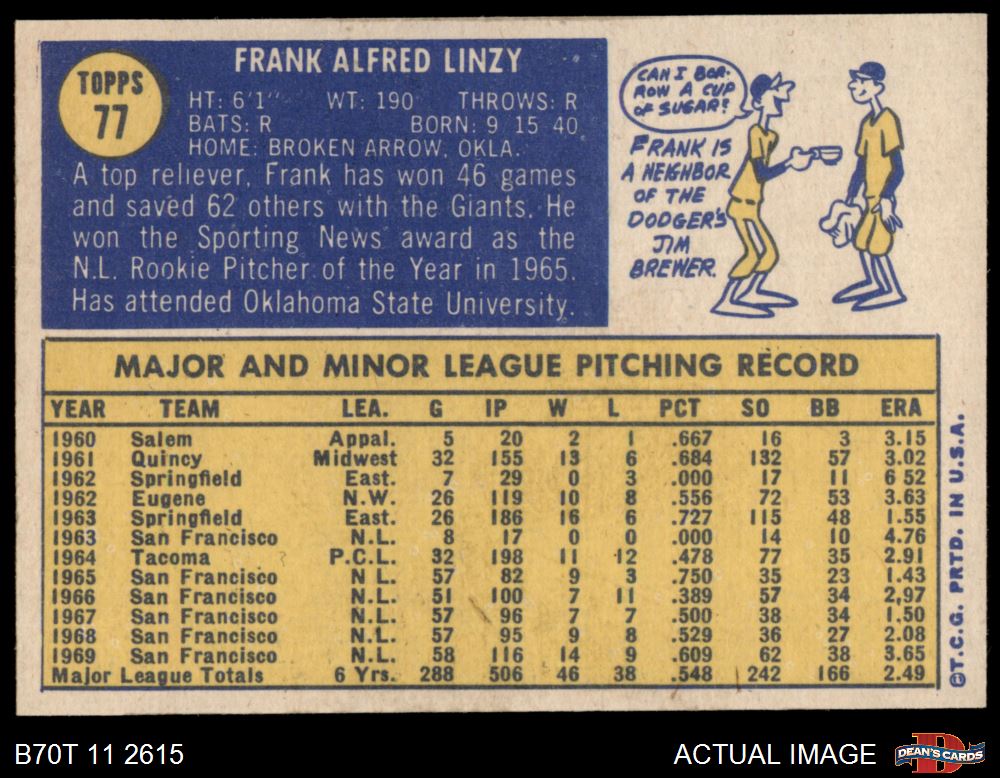 TOPPS
77
FRANK ALFRED LINZY
HT: 6'1" WT: 190 THROWS: R
BATS: R BORN: 9 15 40
HOME: BROKEN ARROW, OKLA.
A top reliever, Frank has won 46 games
and saved 62 others with the Giants. He
won the Sporting News award as the
N.L. Rookie Pitcher of the Year in 1965.
Has attended Oklahoma State University.
CAN I BOR-
ROW A CUP
OF SUGAR?
FRANK IS
A NEIGHBOR
OF THE
DODGER'S
JIM
BREWER.
MAJOR AND MINOR LEAGUE PITCHING RECORD
YEAR TEAM LEA. G IP W L PCT SO BB ERA
1960 Salem Appal. 5 20 2 1 .667 16 3 3.15
1961 Quincy Midwest 32 155 13 6 .684 132 57 3.02
1962 Springfield East. 7 29 0 3 .000 17 11 6 52
1962 Eugene N.W. 26 119 10 8 .556 72 53 3.63
1963 Springfield East. 26 186 16 6 .727 115 48 1.55
1963 San Francisco N.L. 8 17 0 0 .000 14 10 4.76
1964 Tacoma P.C.L. 32 198 11 12 .478 77 35 2.91
1965 San Francisco N L. 57 82 9 3 .750 35 23 1.43
1966 San Francisco N.L. 51 100 7 11 .389 57 34 2,97
1967 San Francisco N.L. 57 96 7 7 .500 38 34 1.50
1968 San Francisco N.L. 57 95 9 8 .529 36 27 2.08
1969 San Francisco N.L. 58 116 14 9 .609 62 38 3.65
Major League Totals 6 Yrs. 288 506 46 38 .548 242 166 2.49
©T.C.G. PRTD. IN U.S.A.
B70T 11 2615
ACTUAL IMAGE
DEAN'S CARDS